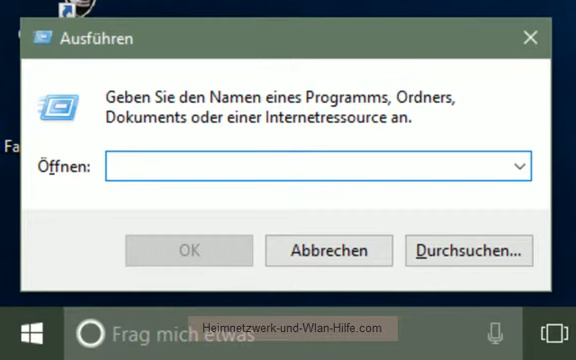 Ausführen
Geben Sie den Namen eines Programms, Ordners,
Dokuments oder einer Internetressource an.
Fa
Öffnen:
OK Abbrechen Durchsuchen...
Frag mich etwas
Heimnetzwerk-und-Wlan-Hilfe.com